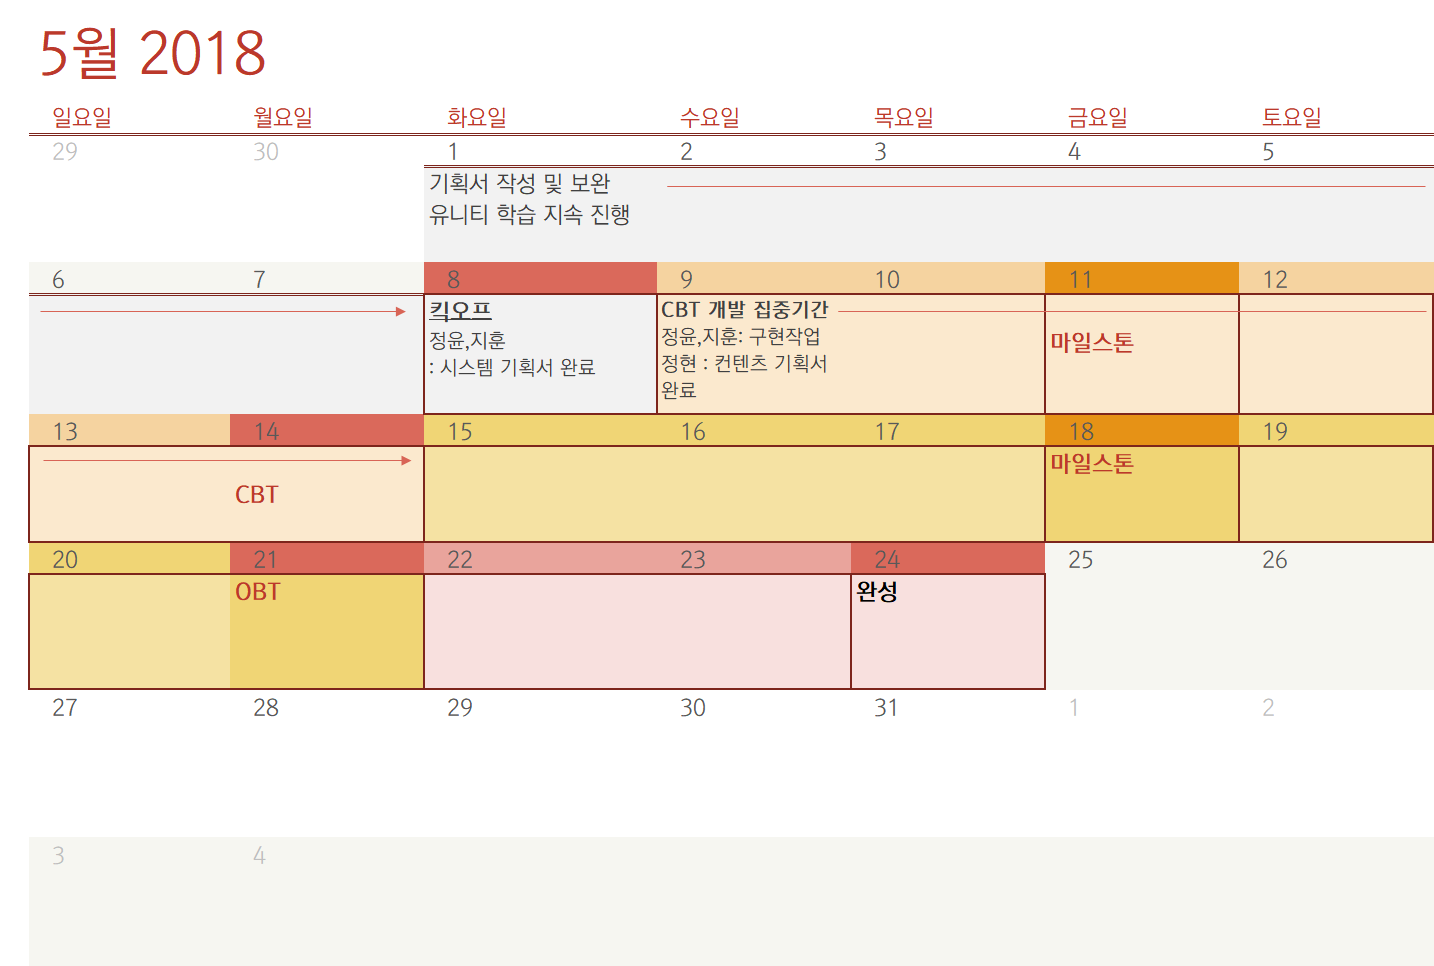 5월 2018
일요일 월요일 화요일 수요일 목요일 금요일 토요일
29 30 1 2 3 4 5
기획서 작성 및 보완
유니티 학습 지속 진행
6 7 8 9 10 11 12
킥오프
정윤,지훈
: 시스템 기획서 완료
CBT 개발 집중기간
정윤,지훈: 구현작업
정현 : 컨텐츠 기획서
완료
마일스톤
13 14 15 16 17 18 19
CBT
마일스톤
20 21 22 23 24 25 26
OBT
완성
27 28 29 30 31 1 2
3 4